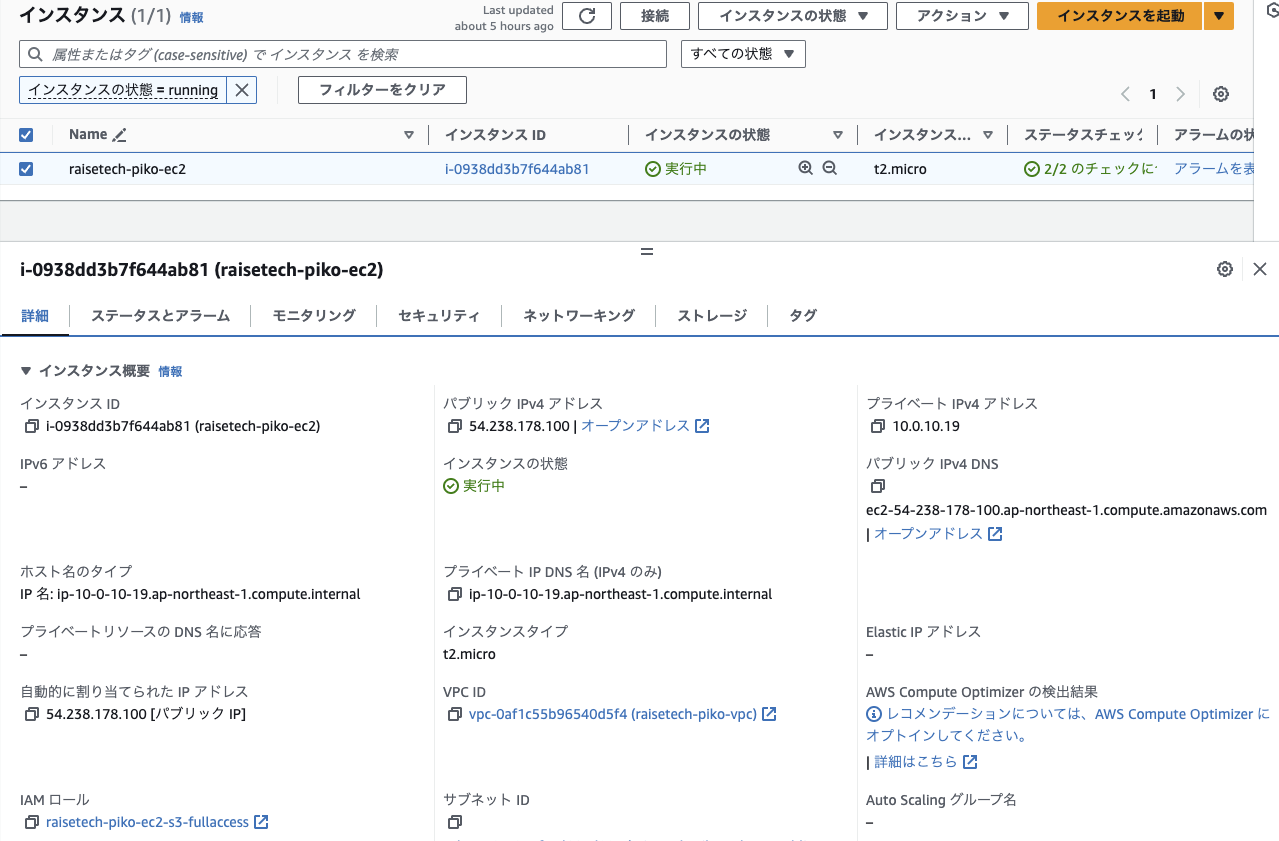 インスタンス (1/1) 情報
Last updated
about 5 hours ago
接続
インスタンスの状態
アクション
インスタンスを起動
属性またはタグ (case-sensitive) で インスタンス を検索
すべての状態
インスタンスの状態 = running
フィルターをクリア
1
Name インスタンス ID インスタンスの状態 インスタンス... ステータスチェック アラームの状
raisetech-piko-ec2 i-0938dd3b7f644ab81 実行中 t2.micro 2/2 のチェックに アラームを表
i-0938dd3b7f644ab81 (raisetech-piko-ec2)
詳細 ステータスとアラーム モニタリング セキュリティ ネットワーキング ストレージ タグ
▼ インスタンス概要 情報
インスタンス ID
i-0938dd3b7f644ab81 (raisetech-piko-ec2)
パブリック IPv4 アドレス
54.238.178.100 | オープンアドレス
プライベート IPv4 アドレス
10.0.10.19
IPv6 アドレス
–
インスタンスの状態
実行中
パブリック IPv4 DNS
ec2-54-238-178-100.ap-northeast-1.compute.amazonaws.com
| オープンアドレス
ホスト名のタイプ
IP 名: ip-10-0-10-19.ap-northeast-1.compute.internal
プライベート IP DNS 名 (IPv4 のみ)
ip-10-0-10-19.ap-northeast-1.compute.internal
プライベートリソースの DNS 名に応答
–
インスタンスタイプ
t2.micro
Elastic IP アドレス
–
自動的に割り当てられた IP アドレス
54.238.178.100 [パブリック IP]
VPC ID
vpc-0af1c55b96540d5f4 (raisetech-piko-vpc)
AWS Compute Optimizer の検出結果
レコメンデーションについては、AWS Compute Optimizer に
オプトインしてください。
| 詳細はこちら
IAM ロール
raisetech-piko-ec2-s3-fullaccess
サブネット ID
Auto Scaling グループ名
–